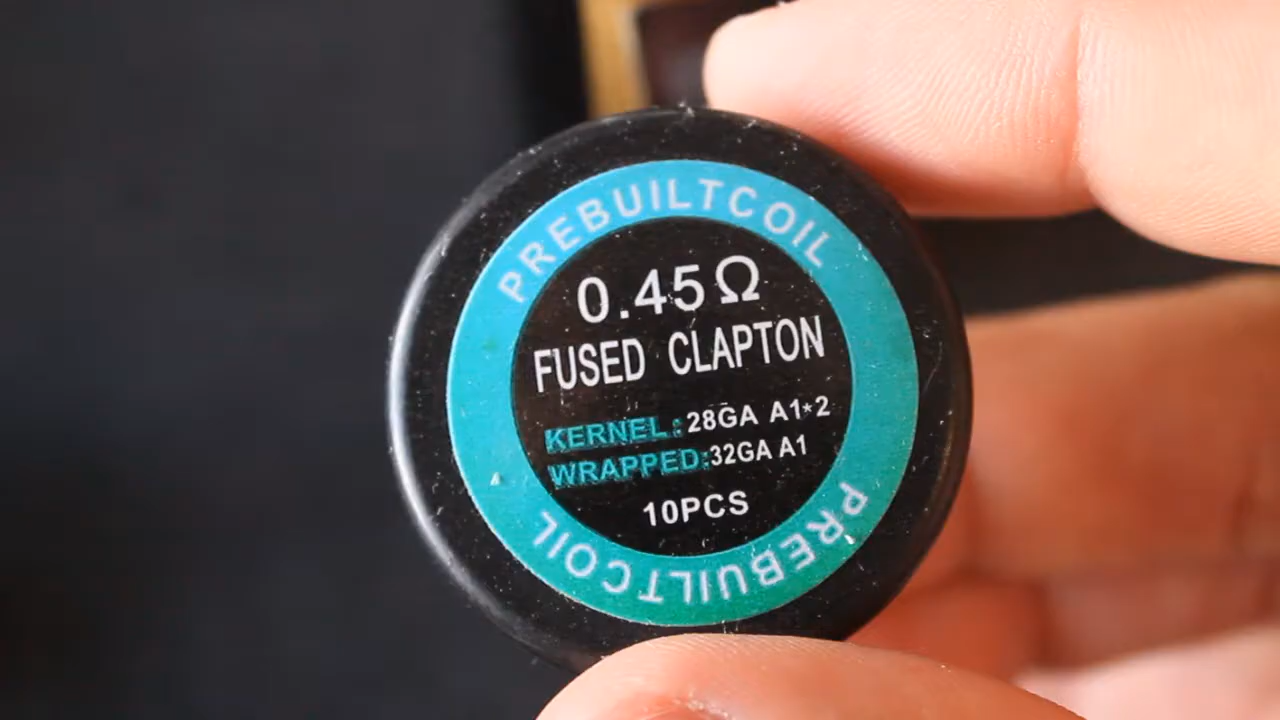 PREBUILTCOIL
0.45Ω
FUSED CLAPTON
KERNEL: 28GA A1*2
WRAPPED:32GA A1
10PCS
PREBUILTCOIL